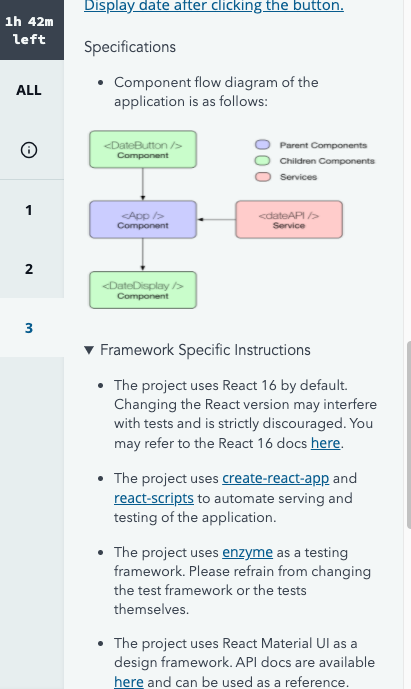 Display date after clicking the button.
1h 42m
left
Specifications
ALL
• Component flow diagram of the
application is as follows:
<DateButton />
Component
Parent Components
Children Components
Services
<App />
Component
<dateAPI />
Service
<DateDisplay />
Component
1
2
3
▼ Framework Specific Instructions
• The project uses React 16 by default.
Changing the React version may interfere
with tests and is strictly discouraged. You
may refer to the React 16 docs here.
• The project uses create-react-app and
react-scripts to automate serving and
testing of the application.
• The project uses enzyme as a testing
framework. Please refrain from changing
the test framework or the tests
themselves.
• The project uses React Material UI as a
design framework. API docs are available
here and can be used as a reference.